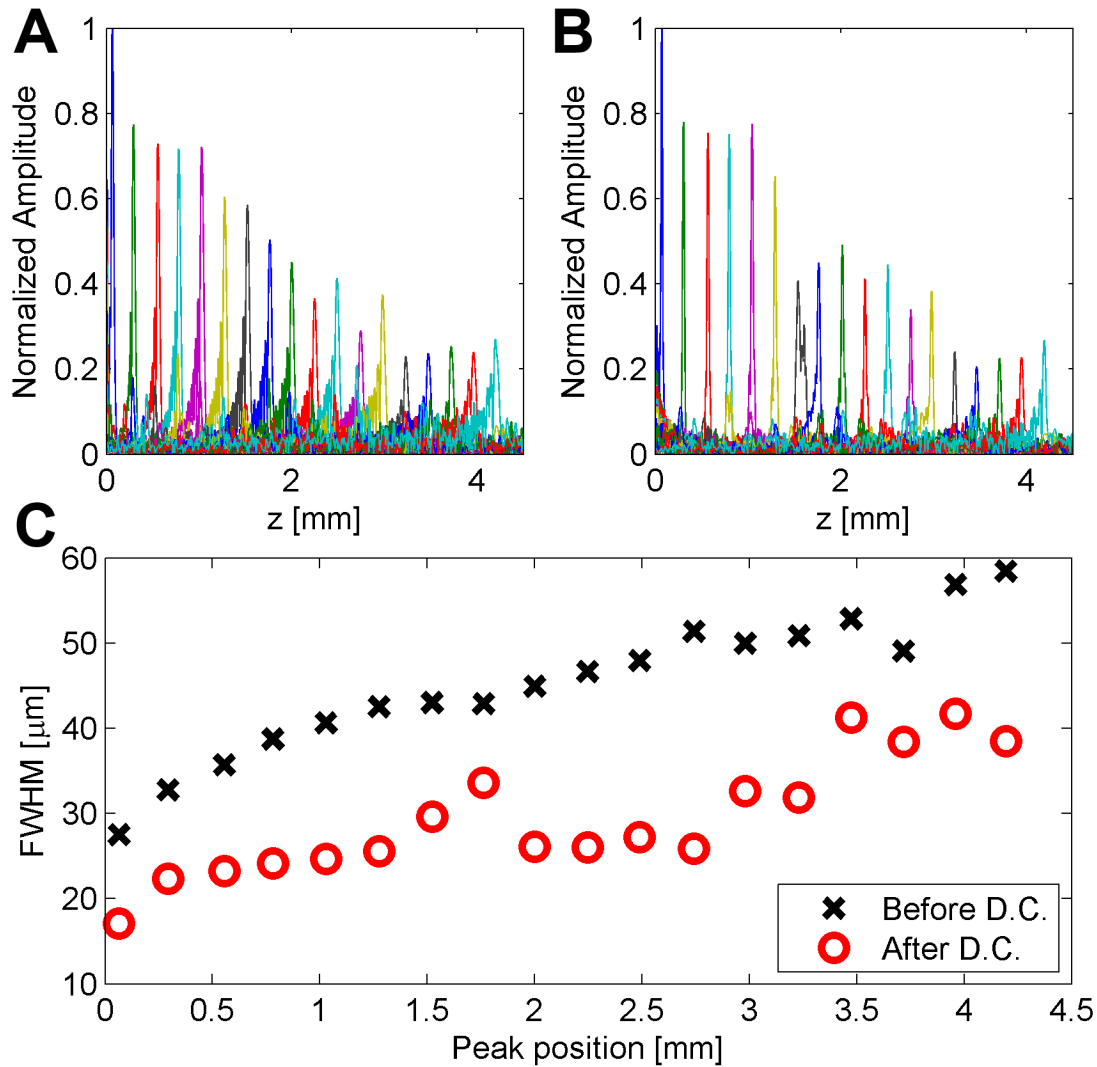 A
B
1
0.8
0.6
0.4
0.2
0
Normalized Amplitude
0 2 4
z [mm]
1
0.8
0.6
0.4
0.2
0
Normalized Amplitude
0 2 4
z [mm]
C
60
50
40
30
20
10
FWHM [μm]
Before D.C.
After D.C.
0 0.5 1 1.5 2 2.5 3 3.5 4 4.5
Peak position [mm]